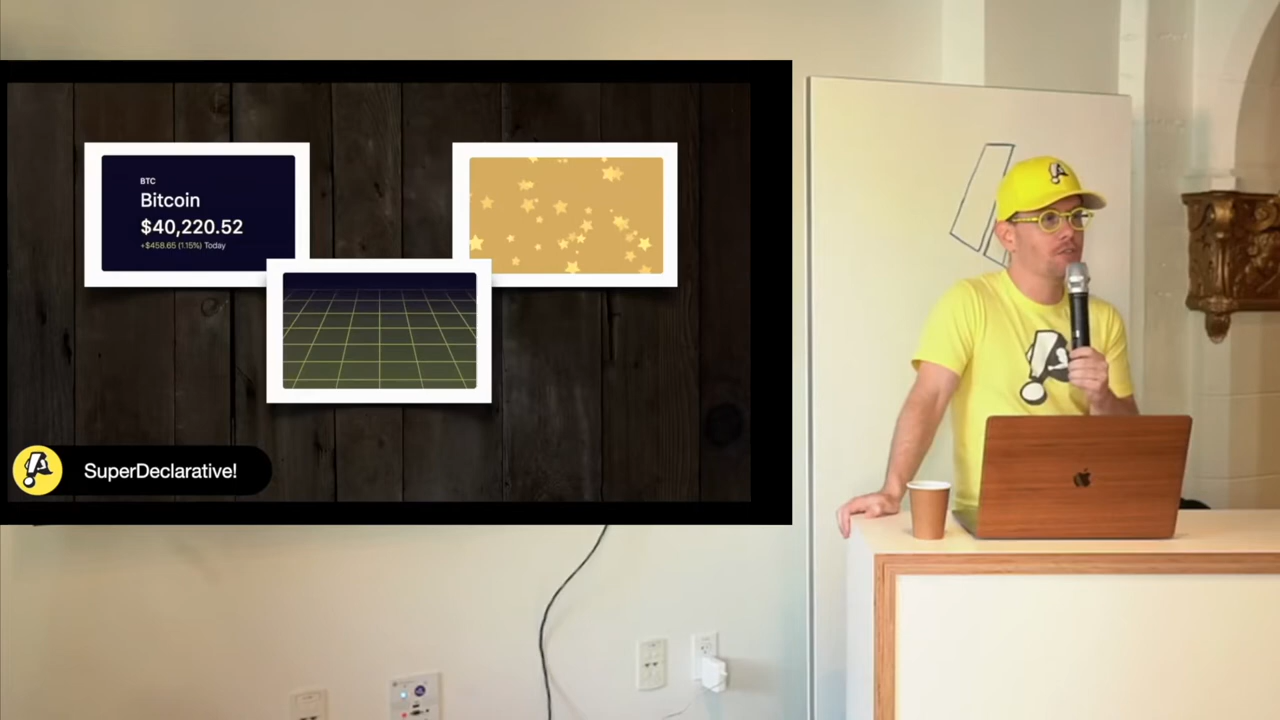 BTC
Bitcoin
$40,220.52
+$458.65 (1.15%) Today
SuperDeclarative!